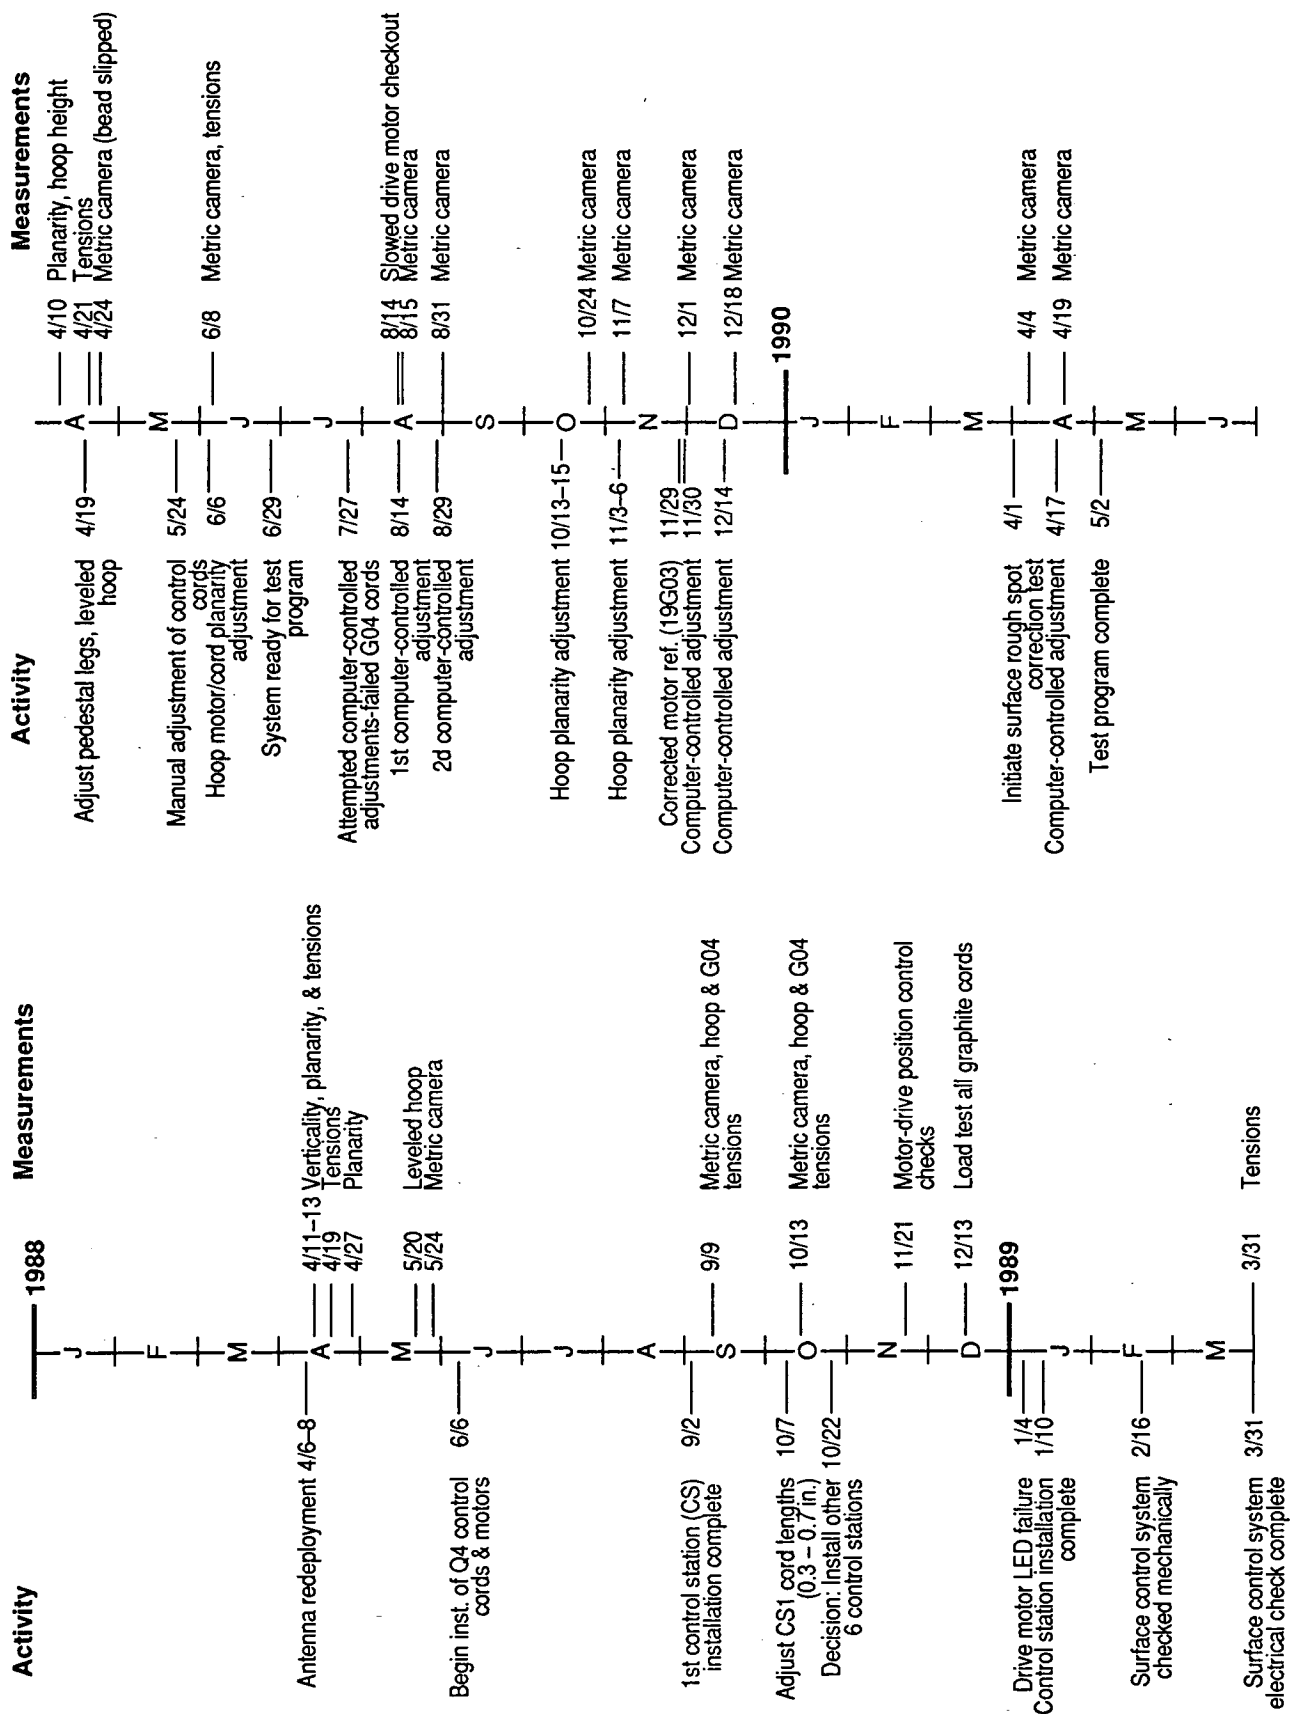 Activity
Measurements
1988
J
F
M
A
M
J
J
A
S
O
N
D
1989
J
F
M
Antenna redeployment 4/6–8
4/11–13 Verticality, planarity, & tensions
4/19 Tensions
4/27 Planarity
5/20 Leveled hoop
5/24 Metric camera
Begin inst. of Q4 control
cords & motors
6/6
1st control station (CS)
installation complete
9/2
9/9 Metric camera, hoop & G04
tensions
Adjust CS1 cord lengths
(0.3 – 0.7 in.)
10/7
10/13 Metric camera, hoop & G04
tensions
Decision: Install other
6 control stations
10/22
11/21 Motor-drive position control
checks
12/13 Load test all graphite cords
Drive motor LED failure 1/4
Control station installation
complete
1/10
Surface control system
checked mechanically
2/16
Surface control system
electrical check complete
3/31
3/31 Tensions
Activity
Measurements
A
M
J
J
A
S
O
N
D
1990
J
F
M
A
M
J
4/10 Planarity, hoop height
Adjust pedestal legs, leveled
hoop
4/19
4/21 Tensions
4/24 Metric camera (bead slipped)
Manual adjustment of control
cords
5/24
Hoop motor/cord planarity
adjustment
6/6
6/8 Metric camera, tensions
System ready for test
program
6/29
Attempted computer-controlled
adjustments-failed G04 cords
7/27
1st computer-controlled
adjustment
8/14
8/14 Slowed drive motor checkout
8/15 Metric camera
2d computer-controlled
adjustment
8/29
8/31 Metric camera
Hoop planarity adjustment 10/13–15
10/24 Metric camera
Hoop planarity adjustment 11/3–6
11/7 Metric camera
Corrected motor ref. (19G03) 11/29
Computer-controlled adjustment 11/30
12/1 Metric camera
Computer-controlled adjustment 12/14
12/18 Metric camera
Initiate surface rough spot
correction test
4/1
4/4 Metric camera
Computer-controlled adjustment 4/17
4/19 Metric camera
Test program complete 5/2